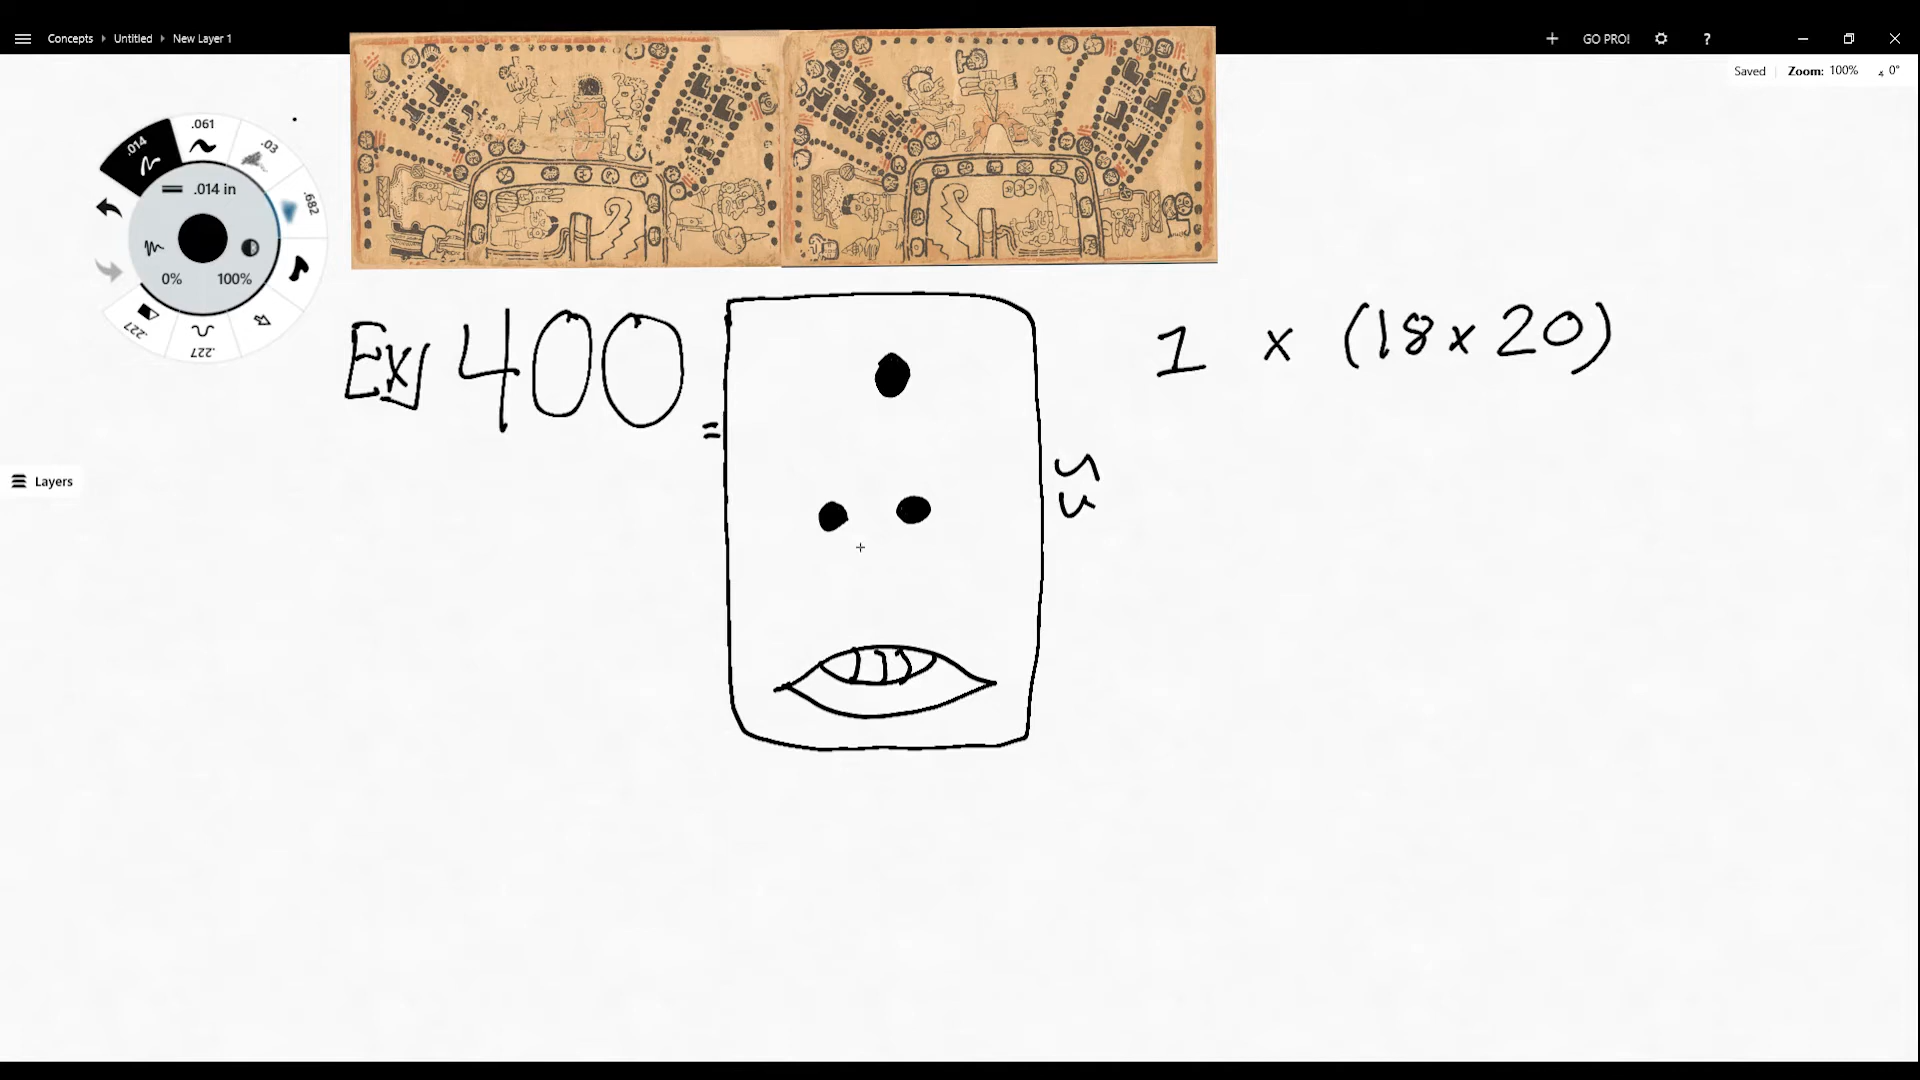 Concepts > Untitled > New Layer 1
GO PRO! ?
Saved Zoom: 100% 0°
.014
.061
.03
.682
.014 in
0% 100%
.227
.227
Layers
Ex) 400 =
1 x (18 x 20)